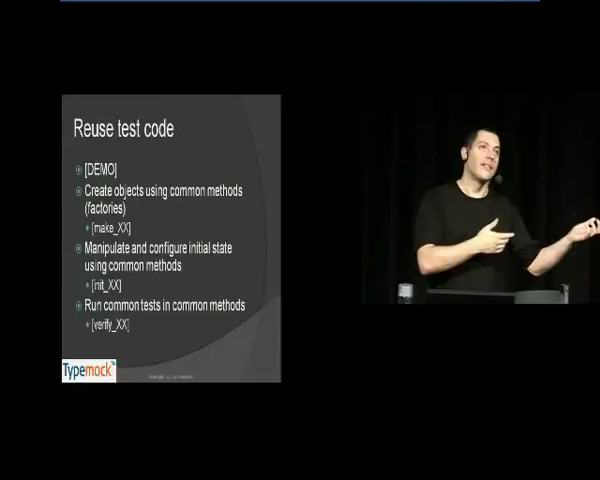 Reuse test code
[DEMO]
Create objects using common methods
(factories)
[make_XX]
Manipulate and configure initial state
using common methods
[init_XX]
Run common tests in common methods
[verify_XX]
Typemock